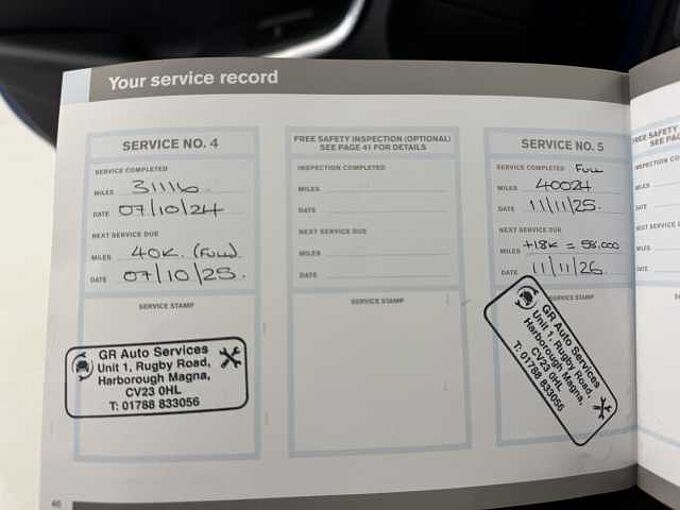 Your service record
SERVICE NO. 4
SERVICE COMPLETED
MILES 31116
DATE 07/10/24
NEXT SERVICE DUE
MILES 40K (FULL)
DATE 07/10/25.
SERVICE STAMP
GR Auto Services
Unit 1, Rugby Road,
Harborough Magna,
CV23 0HL
T: 01788 833056
FREE SAFETY INSPECTION (OPTIONAL)
SEE PAGE 41 FOR DETAILS
INSPECTION COMPLETED
MILES
DATE
NEXT SERVICE DUE
MILES
DATE
SERVICE STAMP
SERVICE NO. 5
SERVICE COMPLETED FULL
MILES 40024
DATE 11/11/25.
NEXT SERVICE DUE
MILES +18K = 58.000
DATE 11/11/26.
SERVICE STAMP
GR Auto Services
Unit 1, Rugby Road,
Harborough Magna,
CV23 0HL
T: 01788 833056
46